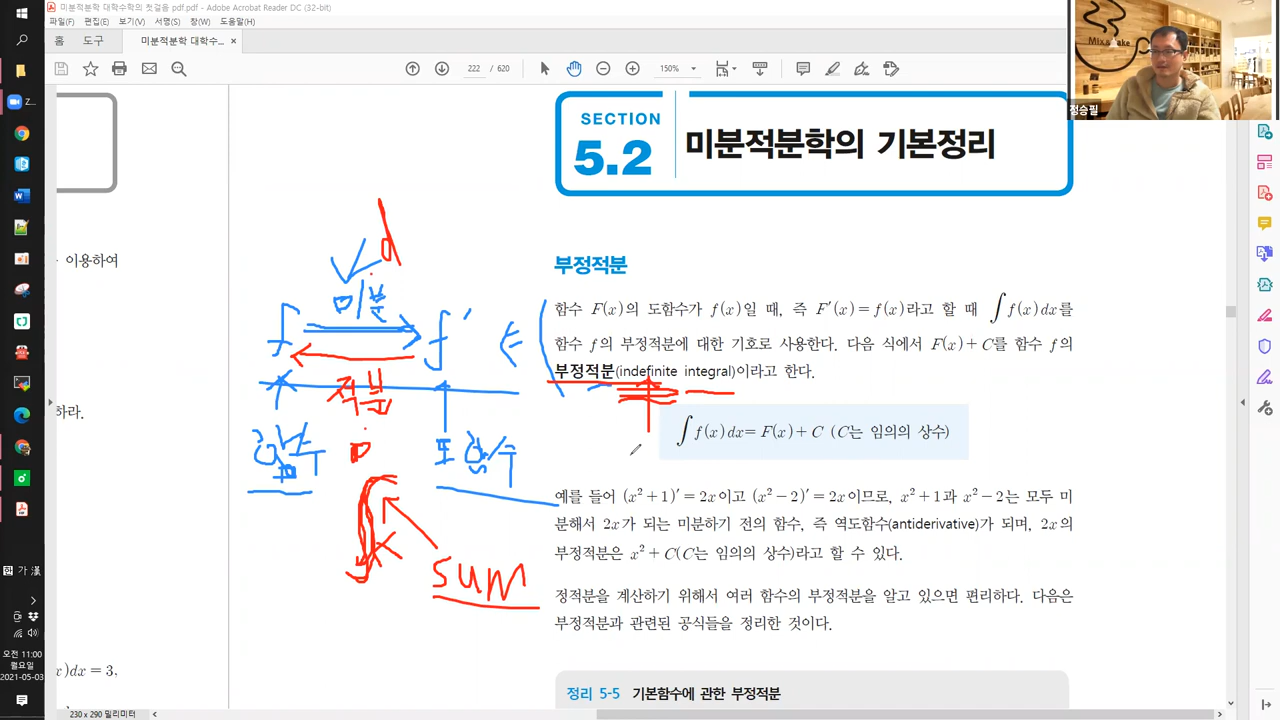 미분적분학 대학수학의 첫걸음 pdf.pdf - Adobe Acrobat Reader DC (32-bit)
파일(F) 편집(E) 보기(V) 서명(S) 창(W) 도움말(H)
홈 도구 미분적분학 대학수... ×
222 / 620 150%
Mix&Bake
정승필
Z...
SECTION
5.2 미분적분학의 기본정리
를 이용하여
하라.
)dx = 3,
부정적분
함수 F(x)의 도함수가 f(x)일 때, 즉 F′(x) = f(x)라고 할 때 ∫f(x)dx를
함수 f의 부정적분에 대한 기호로 사용한다. 다음 식에서 F(x)+C를 함수 f의
부정적분(indefinite integral)이라고 한다.
∫f(x)dx = F(x)+C (C는 임의의 상수)
예를 들어 (x²+1)′ = 2x이고 (x²−2)′ = 2x이므로, x²+1과 x²−2는 모두 미
분해서 2x가 되는 미분하기 전의 함수, 즉 역도함수(antiderivative)가 되며, 2x의
부정적분은 x²+C(C는 임의의 상수)라고 할 수 있다.
정적분을 계산하기 위해서 여러 함수의 부정적분을 알고 있으면 편리하다. 다음은
부정적분과 관련된 공식들을 정리한 것이다.
정리 5-5 기본함수에 관한 부정적분
d
미분
f f′
적분
함수 도함수
∫
sum
한 가 漢
오전 11:00
월요일
2021-05-03
230 x 290 밀리미터